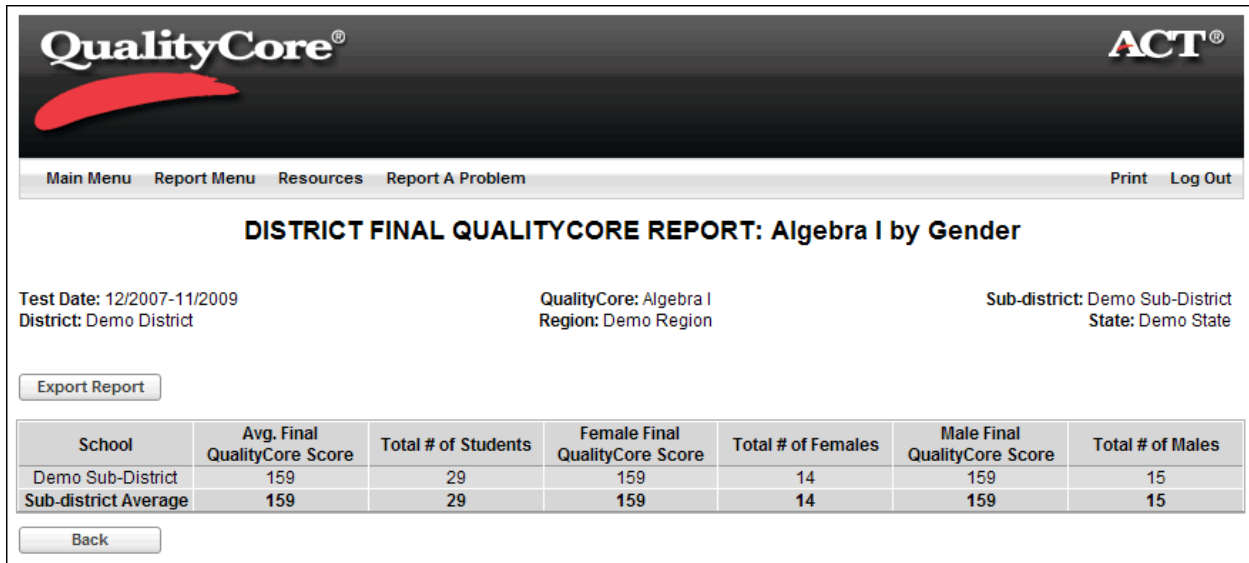 QualityCore® ACT®
Main Menu Report Menu Resources Report A Problem Print Log Out
DISTRICT FINAL QUALITYCORE REPORT: Algebra I by Gender
Test Date: 12/2007-11/2009 QualityCore: Algebra I Sub-district: Demo Sub-District
District: Demo District Region: Demo Region State: Demo State
Export Report
School Avg. Final QualityCore Score Total # of Students Female Final QualityCore Score Total # of Females Male Final QualityCore Score Total # of Males
Demo Sub-District 159 29 159 14 159 15
Sub-district Average 159 29 159 14 159 15
Back